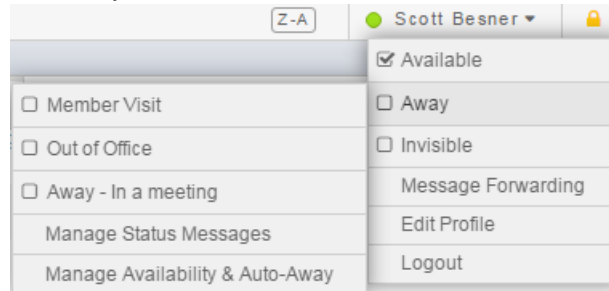 Z-A
Scott Besner
Available
Away
Invisible
Message Forwarding
Edit Profile
Logout
Member Visit
Out of Office
Away - In a meeting
Manage Status Messages
Manage Availability & Auto-Away